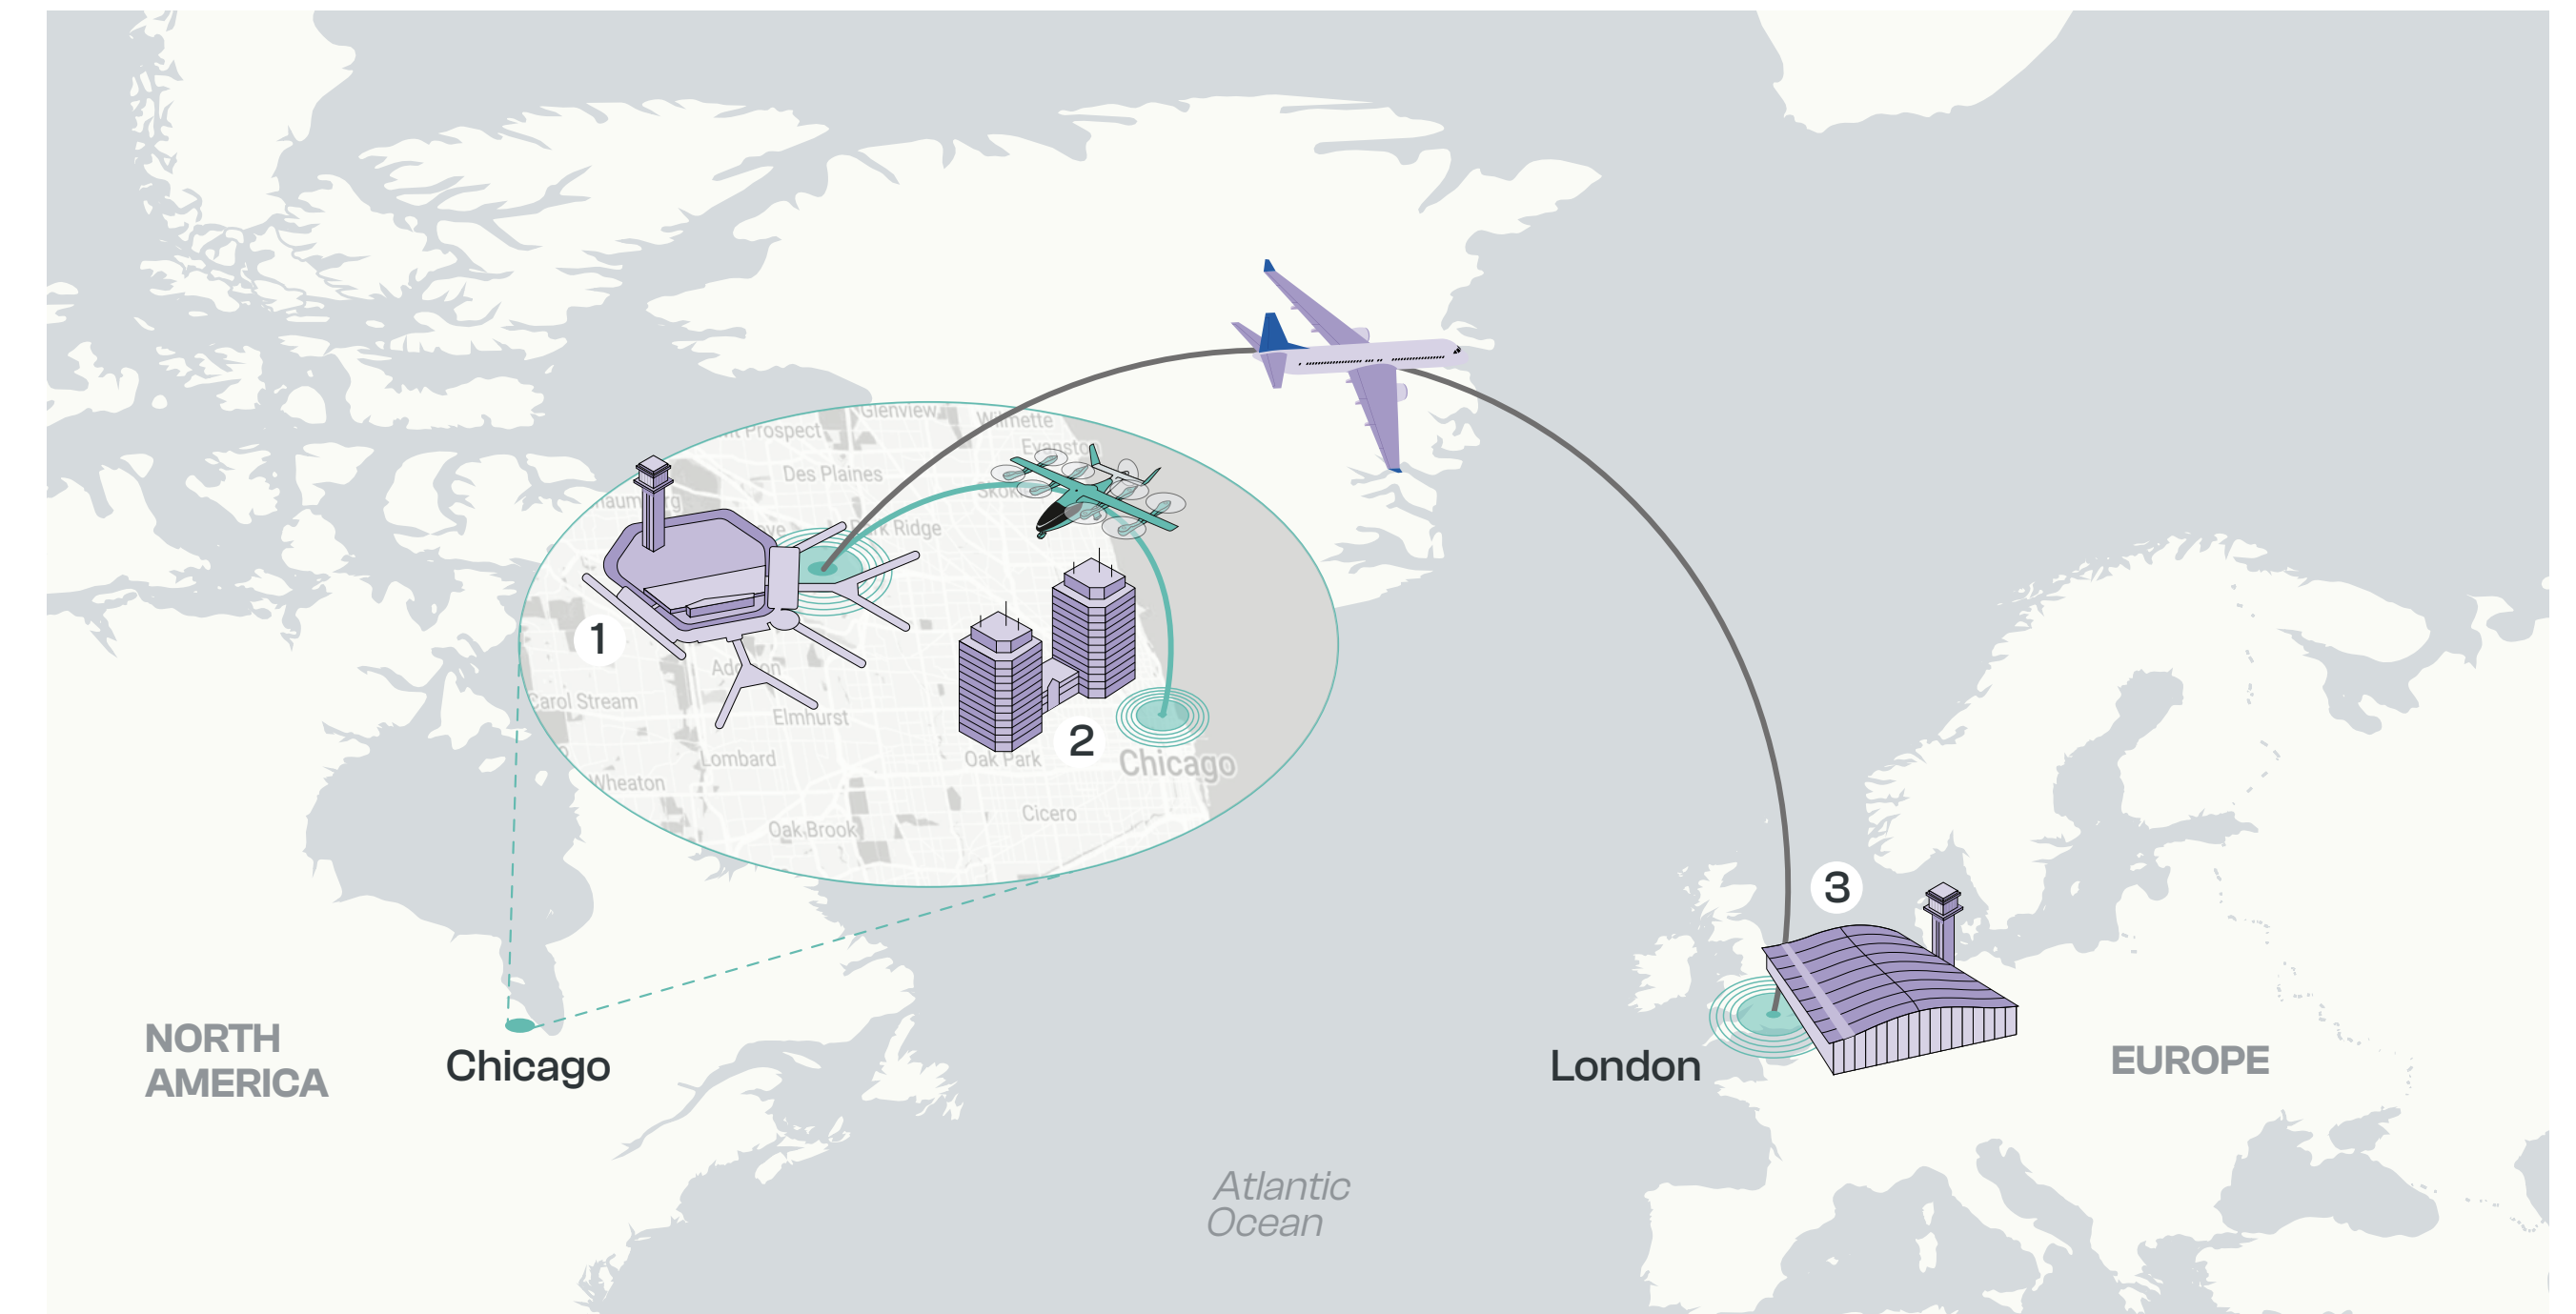 Glenview
Wilmette
Prospect
Des Plaines
Park Ridge
1
Addison
Carol Stream
Elmhurst
2
Lombard
Oak Park
Chicago
Wheaton
Cicero
Oak Brook
3
NORTH
AMERICA
Chicago
London
EUROPE
Atlantic
Ocean